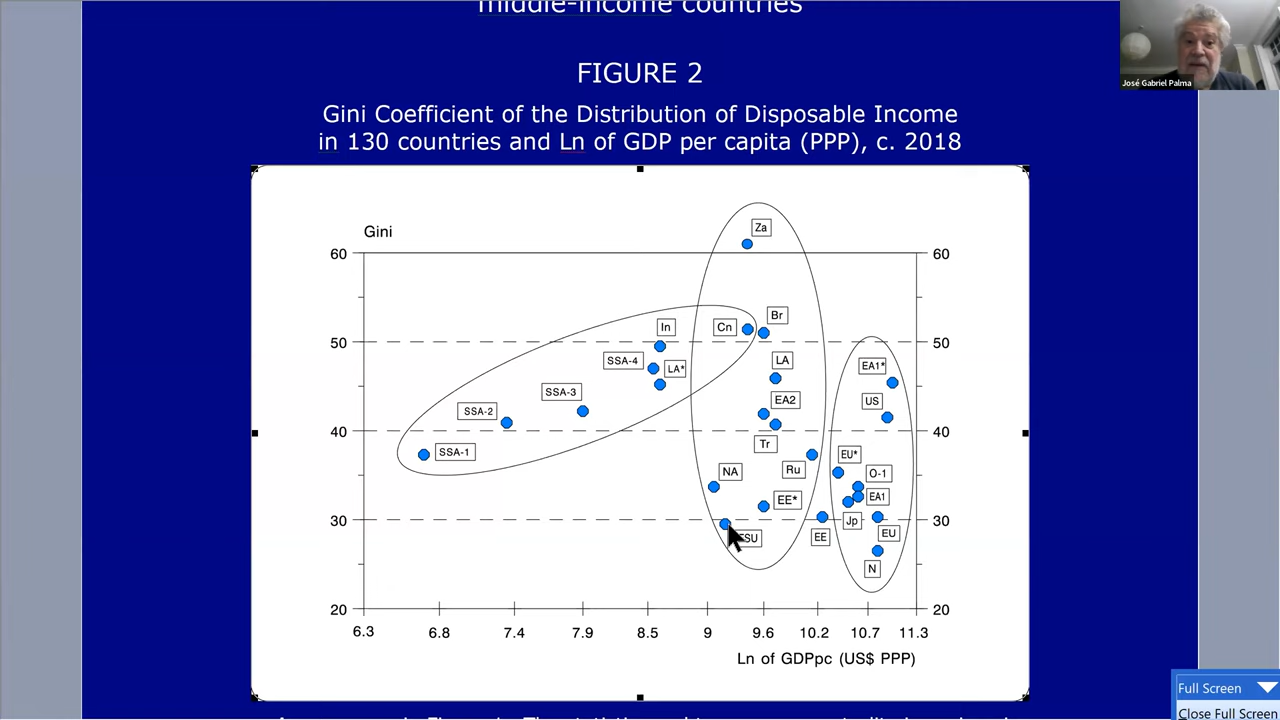 middle-income countries
José Gabriel Palma
FIGURE 2
Gini Coefficient of the Distribution of Disposable Income
in 130 countries and Ln of GDP per capita (PPP), c. 2018
Gini
Za
60
60
Br
In
Cn
50
50
SSA-4
LA*
LA
EA1*
SSA-3
EA2
US
SSA-2
40
40
Tr
SSA-1
EU*
NA
Ru
O-1
EE*
EA1
30
30
Jp
EE
EU
N
20
20
6.3
6.8
7.4
7.9
8.5
9
9.6
10.2
10.7
11.3
Ln of GDPpc (US$ PPP)
Full Screen
Close Full Screen